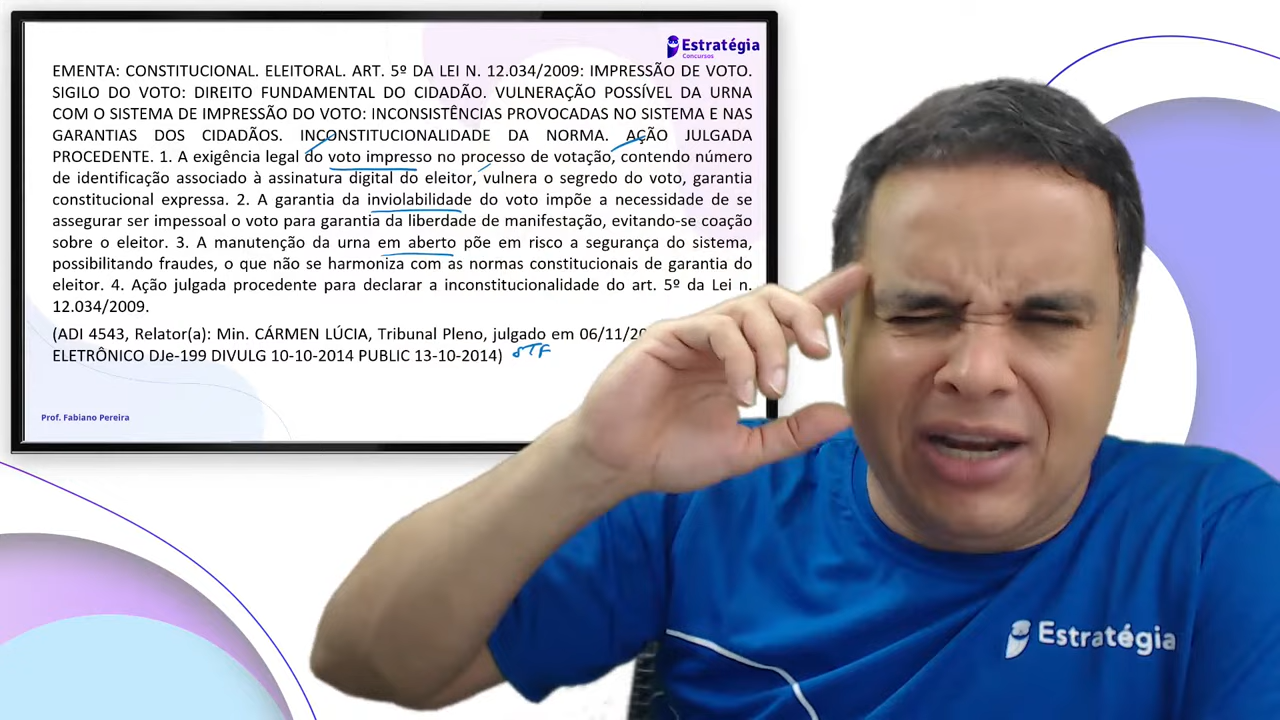 Estratégia
Concursos
EMENTA: CONSTITUCIONAL. ELEITORAL. ART. 5º DA LEI N. 12.034/2009: IMPRESSÃO DE VOTO.
SIGILO DO VOTO: DIREITO FUNDAMENTAL DO CIDADÃO. VULNERAÇÃO POSSÍVEL DA URNA
COM O SISTEMA DE IMPRESSÃO DO VOTO: INCONSISTÊNCIAS PROVOCADAS NO SISTEMA E NAS
GARANTIAS DOS CIDADÃOS. INCONSTITUCIONALIDADE DA NORMA. AÇÃO JULGADA
PROCEDENTE. 1. A exigência legal do voto impresso no processo de votação, contendo número
de identificação associado à assinatura digital do eleitor, vulnera o segredo do voto, garantia
constitucional expressa. 2. A garantia da inviolabilidade do voto impõe a necessidade de se
assegurar ser impessoal o voto para garantia da liberdade de manifestação, evitando-se coação
sobre o eleitor. 3. A manutenção da urna em aberto põe em risco a segurança do sistema,
possibilitando fraudes, o que não se harmoniza com as normas constitucionais de garantia do
eleitor. 4. Ação julgada procedente para declarar a inconstitucionalidade do art. 5º da Lei n.
12.034/2009.
(ADI 4543, Relator(a): Min. CÁRMEN LÚCIA, Tribunal Pleno, julgado em 06/11/
ELETRÔNICO DJe-199 DIVULG 10-10-2014 PUBLIC 13-10-2014) STF
Prof. Fabiano Pereira
Estratégia